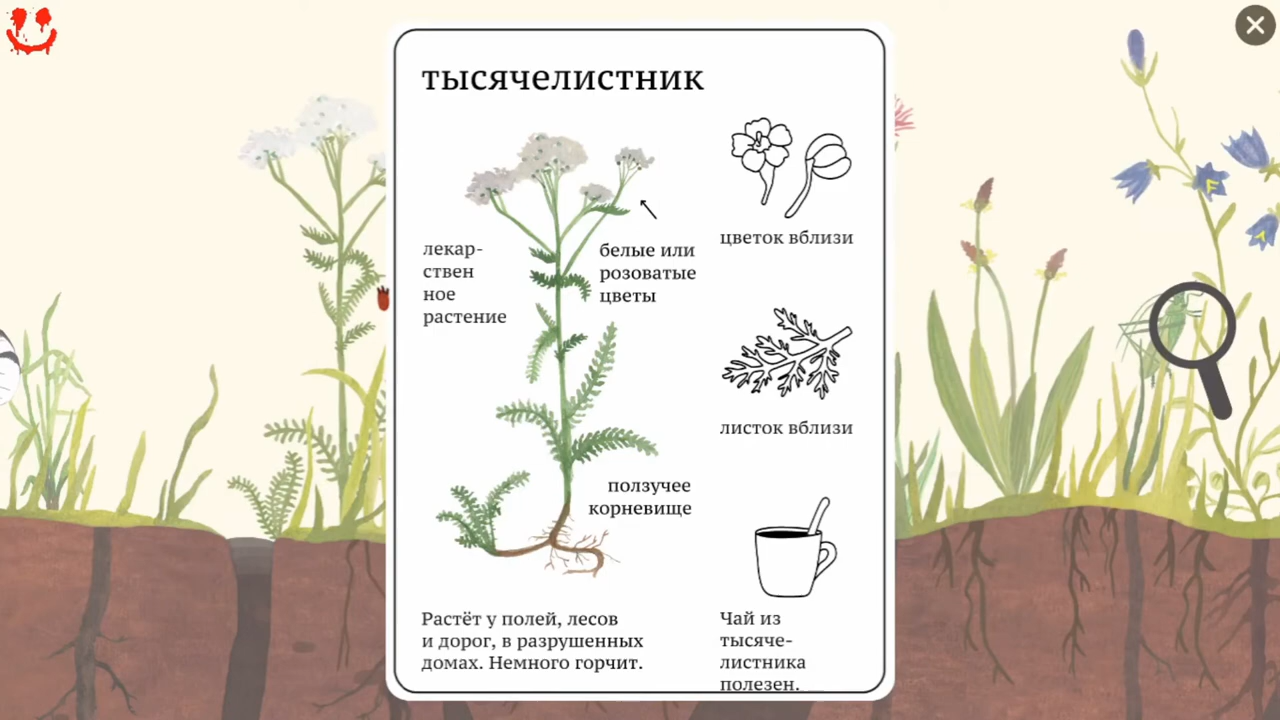 тысячелистник
лекар-
ствен
ное
растение
белые или
розоватые
цветы
цветок вблизи
листок вблизи
ползучее
корневище
Растёт у полей, лесов
и дорог, в разрушенных
домах. Немного горчит.
Чай из
тысяче-
листника
полезен.
F
F